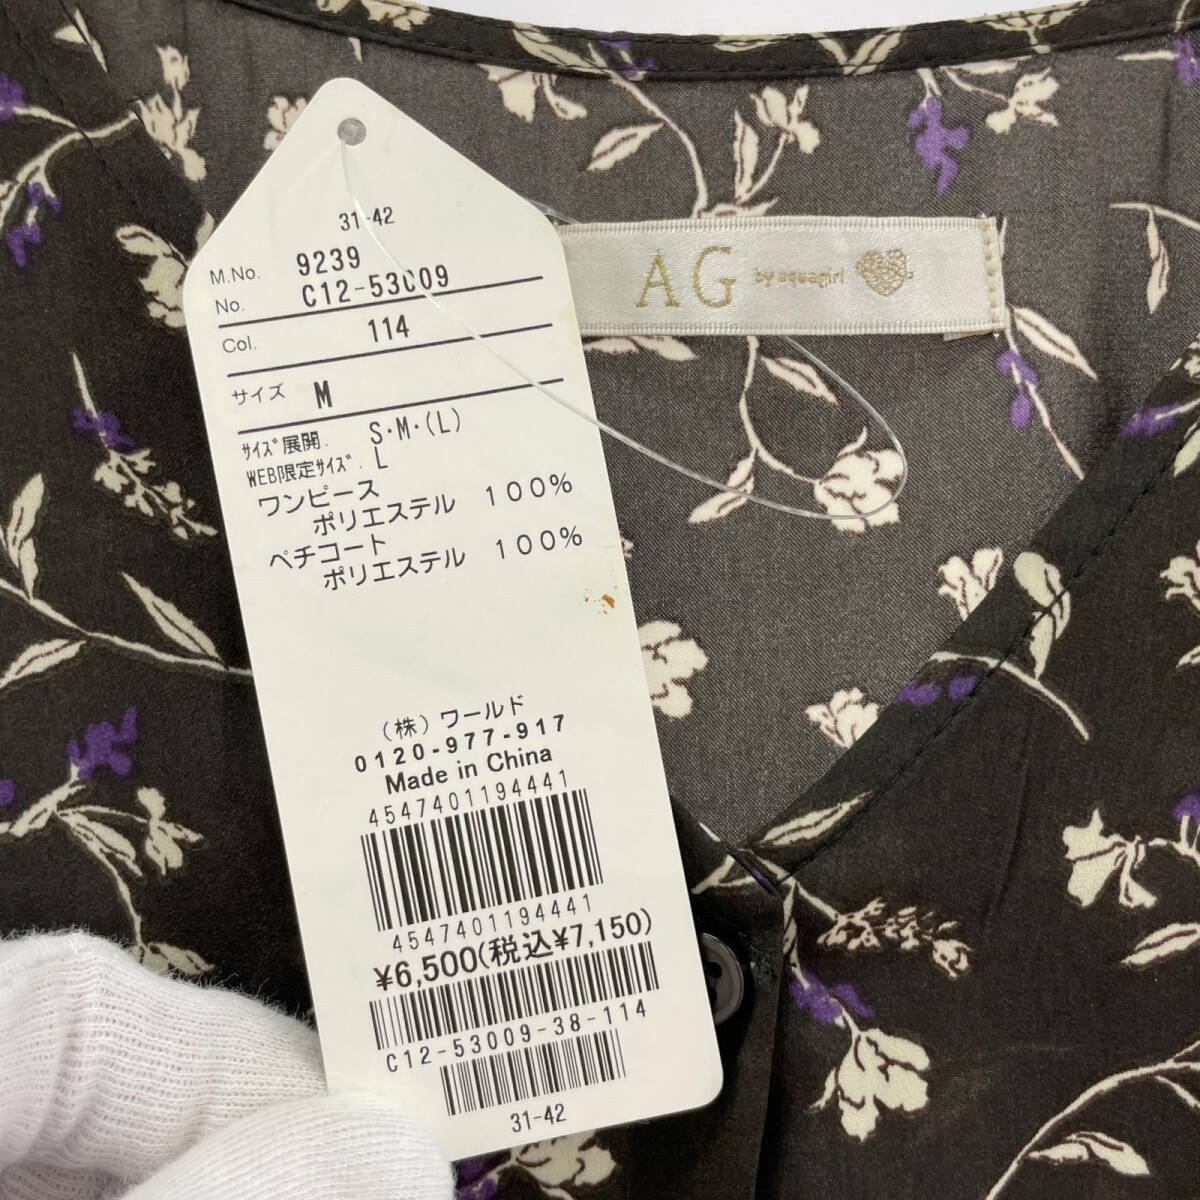 31-42
M.No. 9239
No. C12-53009
Col. 114
サイズ M
ｻｲｽﾞ展開. S・M・(L)
WEB限定ｻｲｽﾞ. L
ワンピース
ポリエステル 100%
ペチコート
ポリエステル 100%
(株)ワールド
0120-977-917
Made in China
4547401194441
4547401194441
¥6,500(税込¥7,150)
C12-53009-38-114
31-42
AG by aquagirl